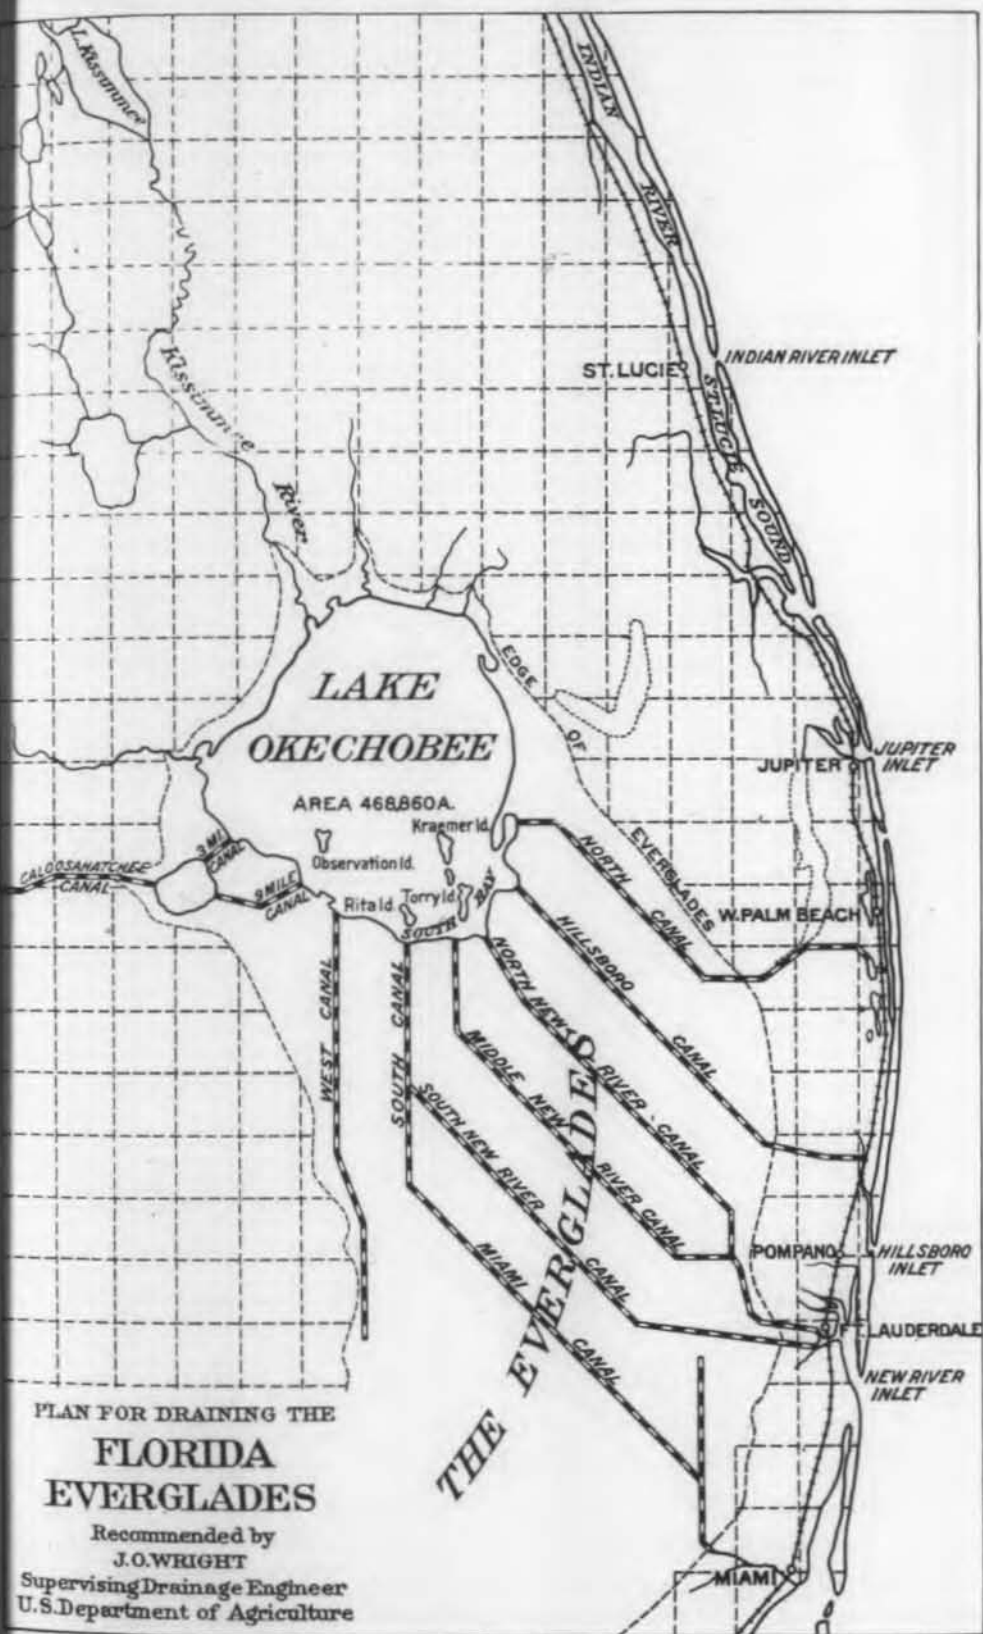 L. Kissimmee
INDIAN
RIVER
Kissimmee
River
INDIAN RIVER INLET
ST. LUCIE
ST. LUCIE
SOUND
EDGE
OF
EVERGLADES
LAKE
OKECHOBEE
AREA 468,860A.
Kraemer Id.
Observation Id.
Torry Id.
Rita Id.
SOUTH
BAY
JUPITER
JUPITER
INLET
3 MI.
CANAL
CALOOSAHATCHEE
CANAL
9 MILE
CANAL
NORTH
CANAL
W. PALM BEACH
HILLSBORO
CANAL
WEST CANAL
SOUTH CANAL
NORTH NEW
RIVER CANAL
MIDDLE NEW
RIVER CANAL
SOUTH NEW RIVER
CANAL
MIAMI
CANAL
THE EVERGLADES
POMPANO
HILLSBORO
INLET
LAUDERDALE
NEW RIVER
INLET
MIAMI
PLAN FOR DRAINING THE
FLORIDA
EVERGLADES
Recommended by
J.O. WRIGHT
Supervising Drainage Engineer
U.S. Department of Agriculture